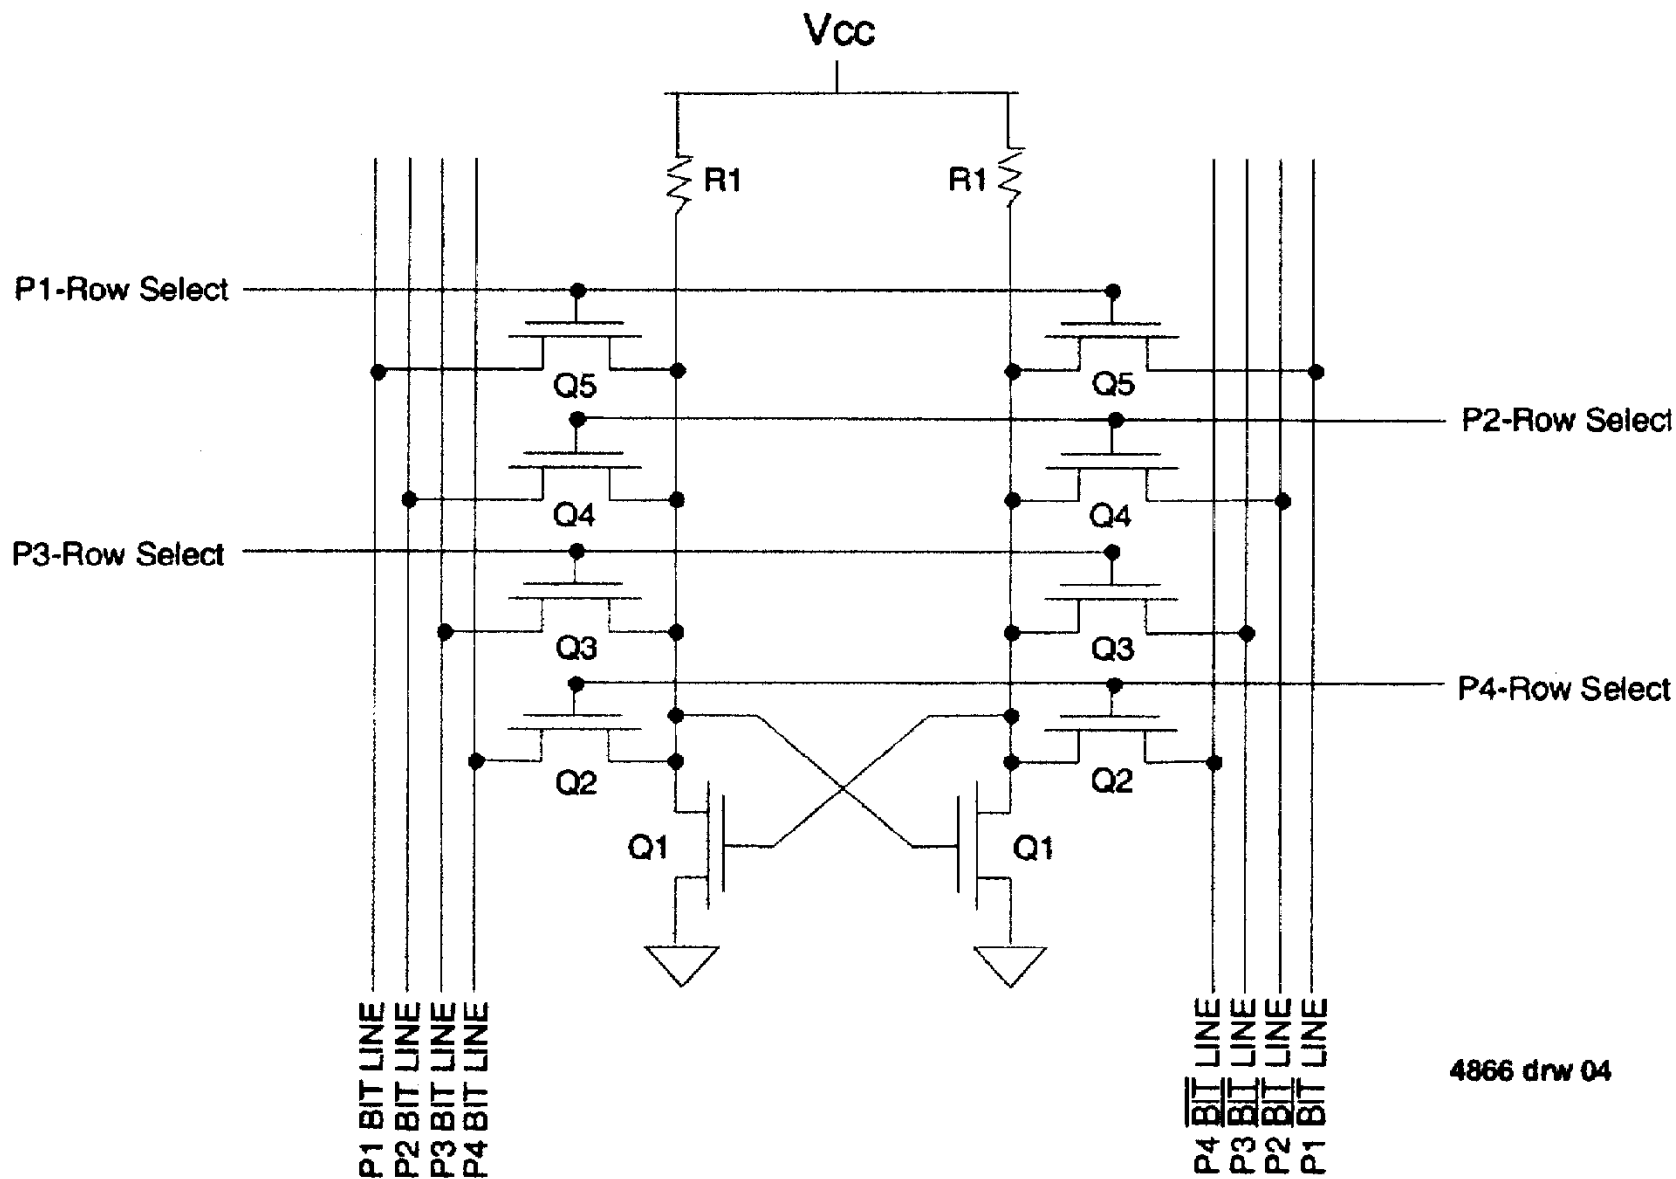 Vcc
R1
R1
P1-Row Select
Q5
Q5
P2-Row Select
Q4
Q4
P3-Row Select
Q3
Q3
P4-Row Select
Q2
Q2
Q1
Q1
P1 BIT LINE
P2 BIT LINE
P3 BIT LINE
P4 BIT LINE
P4 BIT LINE
P3 BIT LINE
P2 BIT LINE
P1 BIT LINE
4866 drw 04